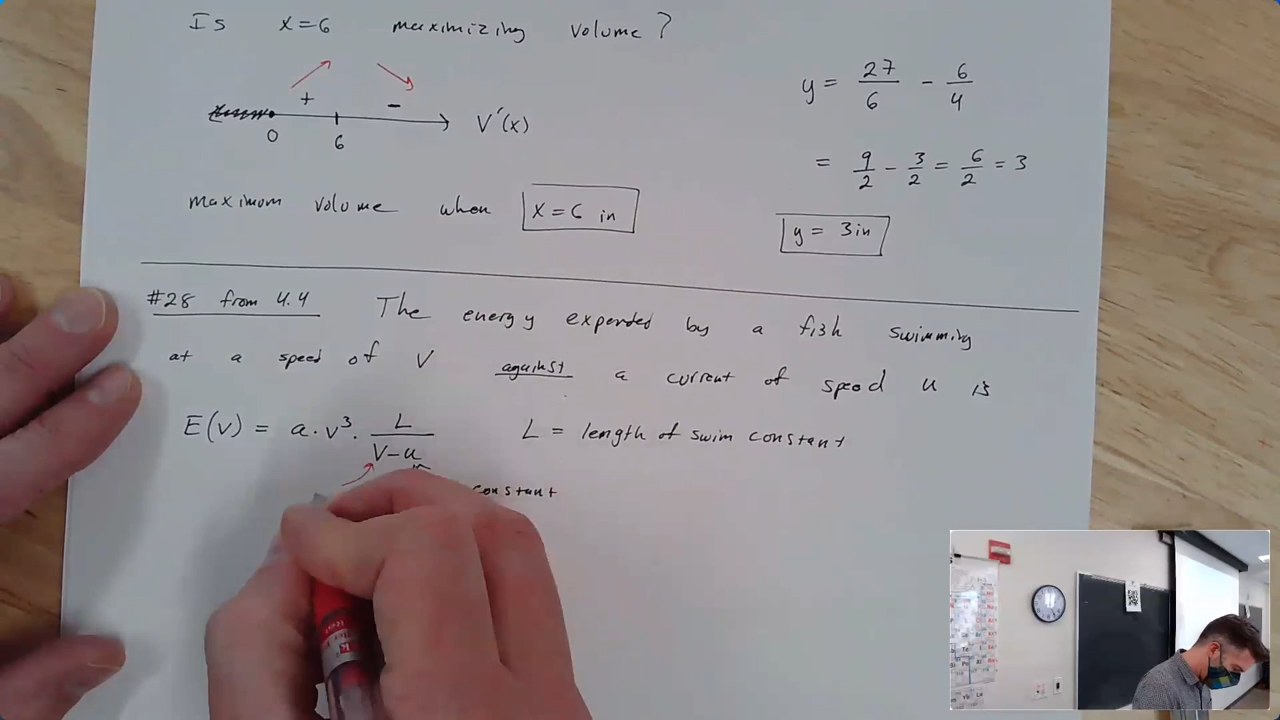 Is x=6 maximizing volume?
+ −
0 6 V'(x)
maximum volume when x = 6 in
y = 27/6 − 6/4
= 9/2 − 3/2 = 6/2 = 3
y = 3in
#28 from 4.4 The energy expended by a fish swimming
at a speed of V against a current of speed u is
E(v) = a·v³· L/(V−u) L = length of swim constant
constant